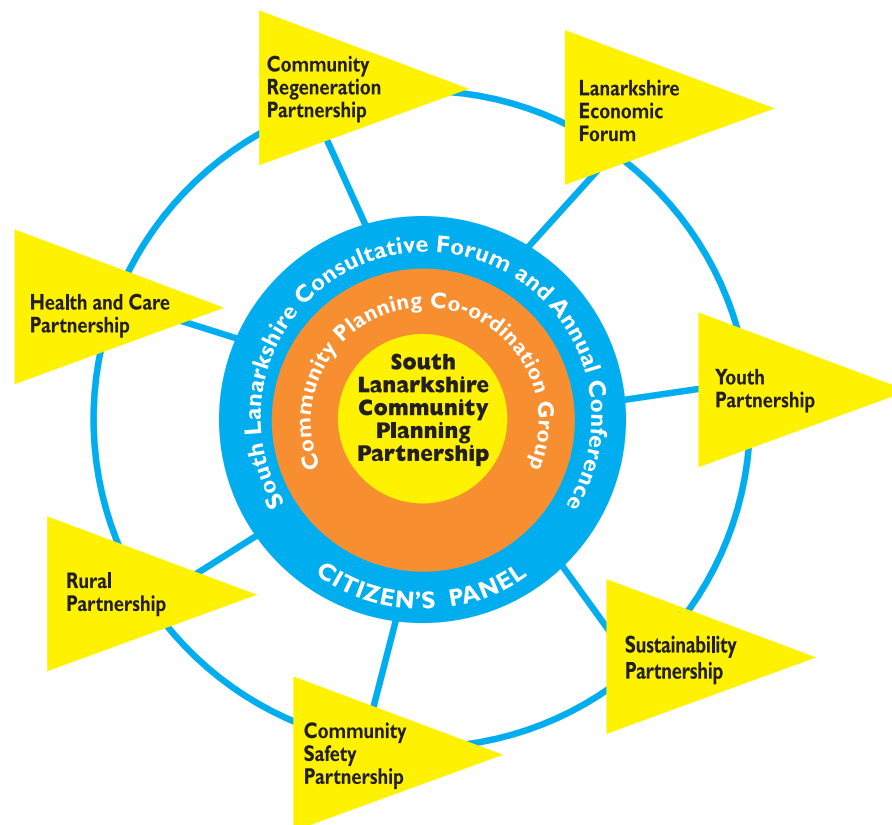 Community
Regeneration
Partnership
Lanarkshire
Economic
Forum
Health and Care
Partnership
South Lanarkshire Consultative Forum and Annual Conference
Community Planning Co-ordination Group
South
Lanarkshire
Community
Planning
Partnership
Youth
Partnership
CITIZEN'S PANEL
Rural
Partnership
Sustainability
Partnership
Community
Safety
Partnership